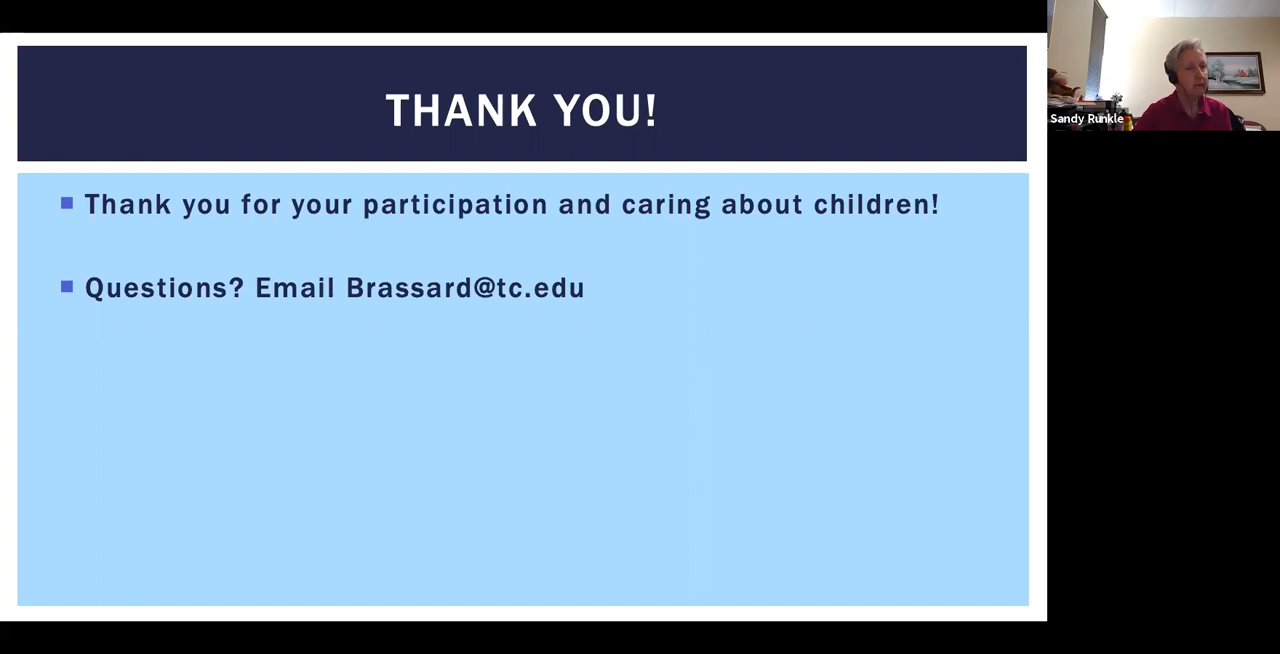 THANK YOU!
Thank you for your participation and caring about children!
Questions? Email Brassard@tc.edu
Sandy Runkle